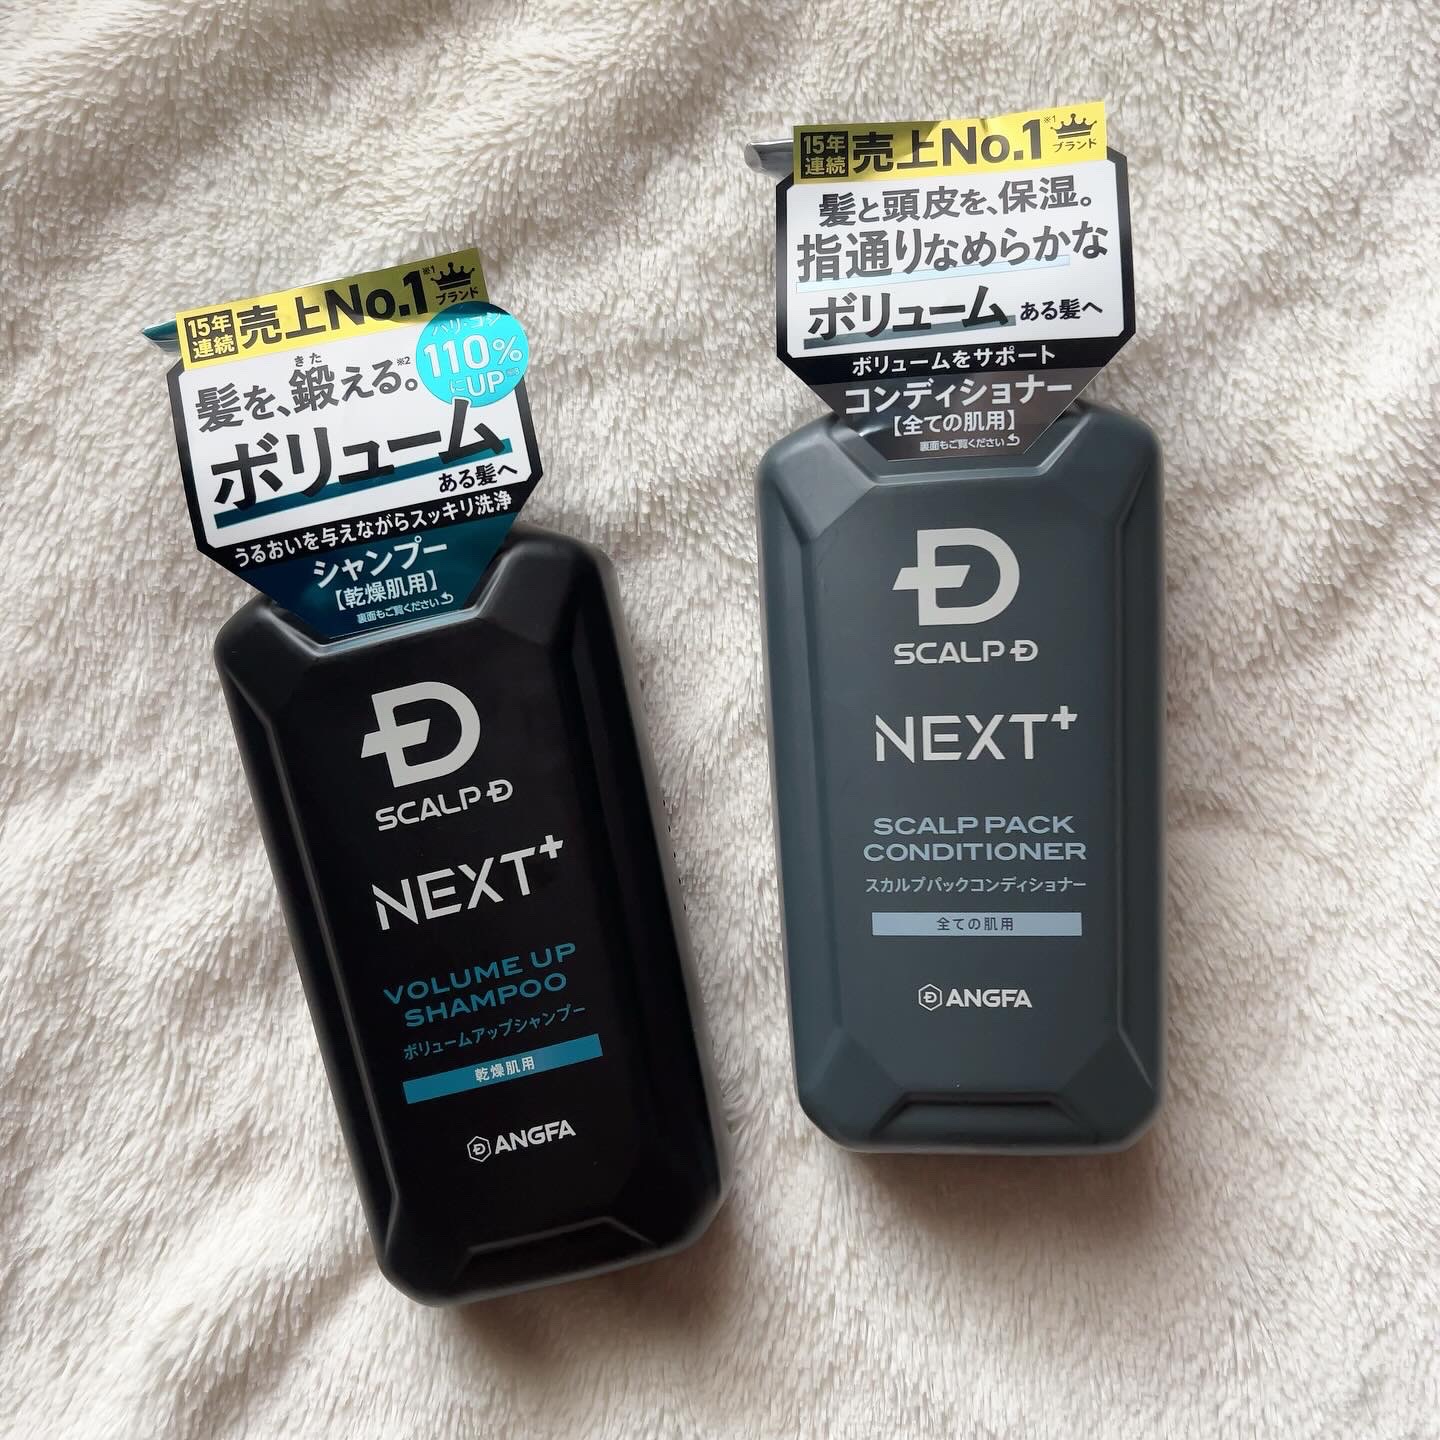 15年
連続
売上No.1
※1
ブランド
ハリ・コシ
110%
にUP
きた
髪を、鍛える。※2
ボリューム
ある髪へ
うるおいを与えながらスッキリ洗浄
シャンプー
【乾燥肌用】
裏面もご覧ください
SCALP D
NEXT+
VOLUME UP
SHAMPOO
ボリュームアップシャンプー
乾燥肌用
ANGFA
15年
連続
売上No.1
※1
ブランド
髪と頭皮を、保湿。
指通りなめらかな
ボリューム
ある髪へ
ボリュームをサポート
コンディショナー
【全ての肌用】
裏面もご覧ください
SCALP D
NEXT+
SCALP PACK
CONDITIONER
スカルプパックコンディショナー
全ての肌用
ANGFA